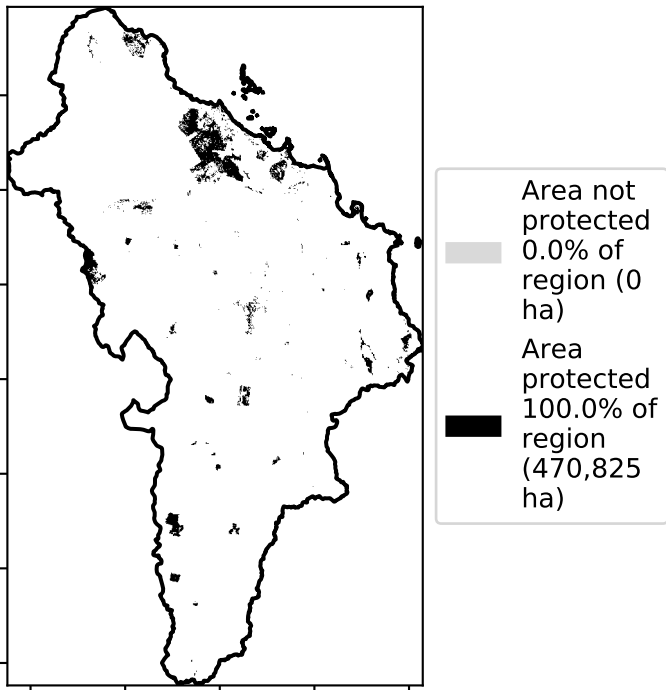 Area not
protected
0.0% of
region (0
ha)
Area
protected
100.0% of
region
(470,825
ha)